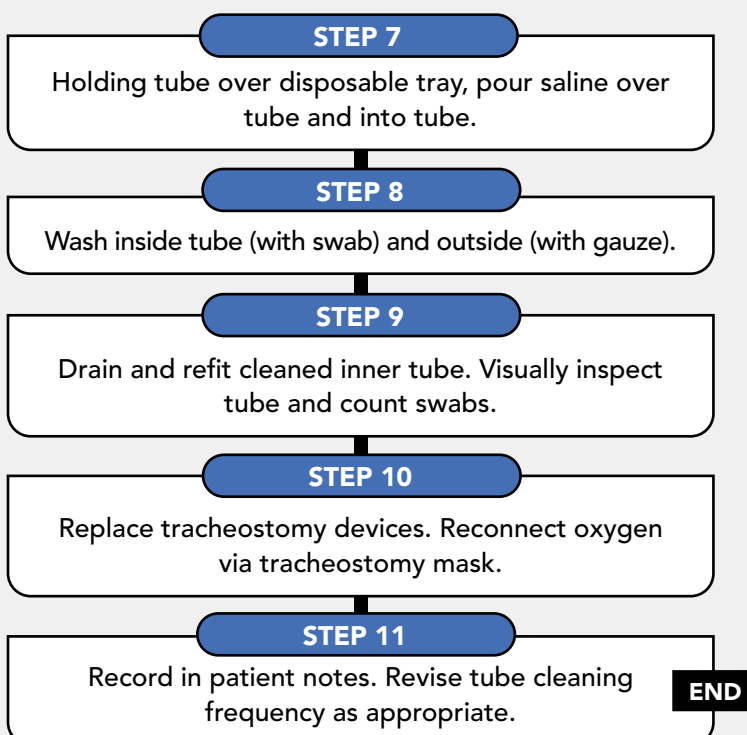 STEP 7
Holding tube over disposable tray, pour saline over
tube and into tube.
STEP 8
Wash inside tube (with swab) and outside (with gauze).
STEP 9
Drain and refit cleaned inner tube. Visually inspect
tube and count swabs.
STEP 10
Replace tracheostomy devices. Reconnect oxygen
via tracheostomy mask.
STEP 11
Record in patient notes. Revise tube cleaning
frequency as appropriate.
END